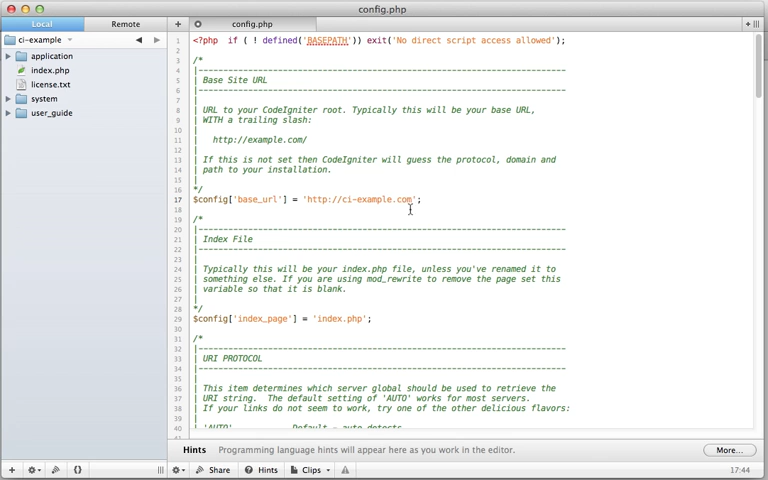 config.php
Local Remote + config.php +
ci-example
application
index.php
license.txt
system
user_guide
1 <?php  if ( ! defined('BASEPATH')) exit('No direct script access allowed');
2
3 /*
4 |--------------------------------------------------------------------------
5 | Base Site URL
6 |--------------------------------------------------------------------------
7 |
8 | URL to your CodeIgniter root. Typically this will be your base URL,
9 | WITH a trailing slash:
10 |
11 |   http://example.com/
12 |
13 | If this is not set then CodeIgniter will guess the protocol, domain and
14 | path to your installation.
15 |
16 */
17 $config['base_url'] = 'http://ci-example.com';
18
19 /*
20 |--------------------------------------------------------------------------
21 | Index File
22 |--------------------------------------------------------------------------
23 |
24 | Typically this will be your index.php file, unless you've renamed it to
25 | something else. If you are using mod_rewrite to remove the page set this
26 | variable so that it is blank.
27 |
28 */
29 $config['index_page'] = 'index.php';
30
31 /*
32 |--------------------------------------------------------------------------
33 | URI PROTOCOL
34 |--------------------------------------------------------------------------
35 |
36 | This item determines which server global should be used to retrieve the
37 | URI string.  The default setting of 'AUTO' works for most servers.
38 | If your links do not seem to work, try one of the other delicious flavors:
39 |
40 | 'AUTO'          Default - auto detects
41
Hints Programming language hints will appear here as you work in the editor. More...
+ {} Share ? Hints Clips 17:44